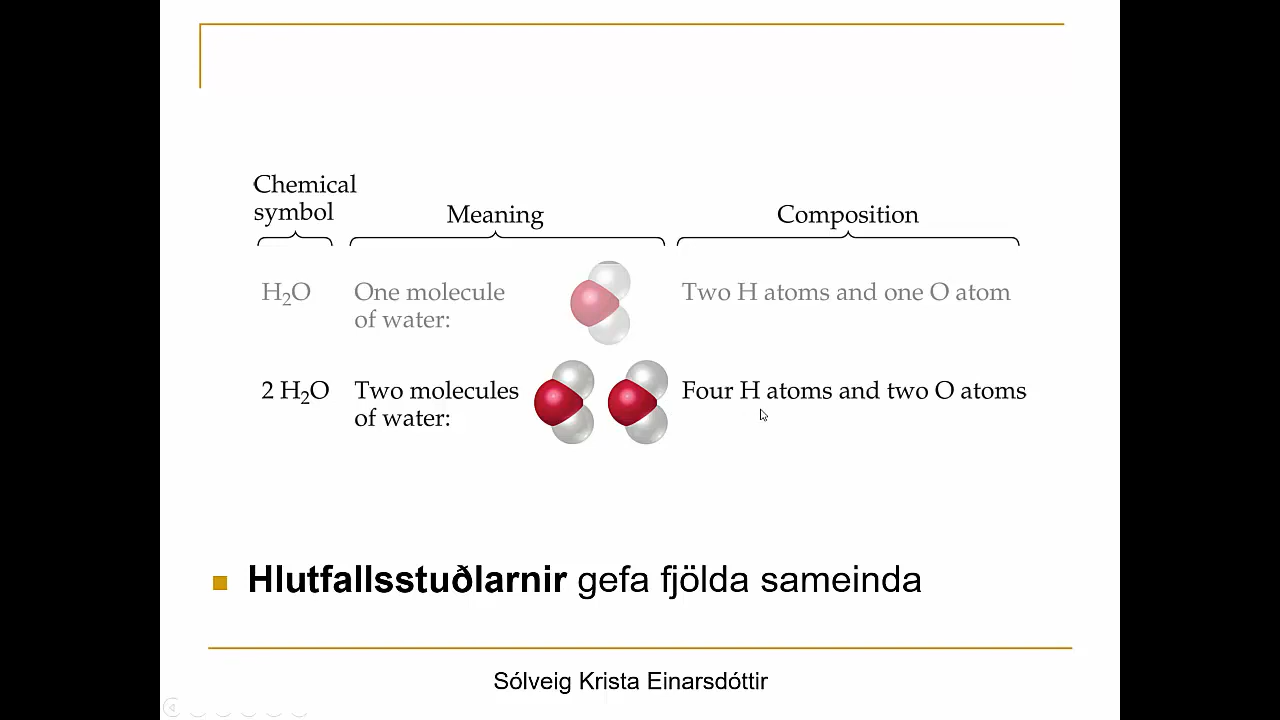 Chemical
symbol
Meaning
Composition
H₂O
One molecule
of water:
Two H atoms and one O atom
2 H₂O
Two molecules
of water:
Four H atoms and two O atoms
Hlutfallsstuðlarnir gefa fjölda sameinda
Sólveig Krista Einarsdóttir